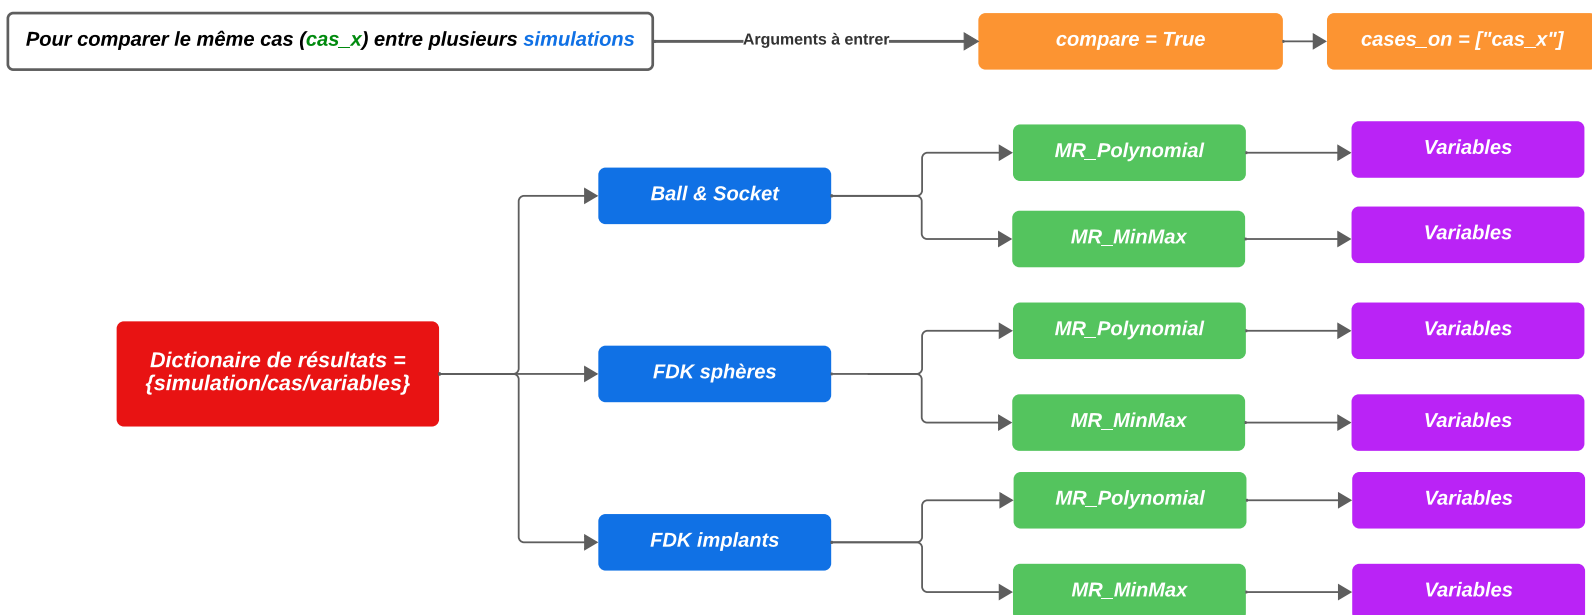 Pour comparer le même cas (cas_x) entre plusieurs simulations
Arguments à entrer
compare = True
cases_on = ["cas_x"]
MR_Polynomial
Variables
Ball & Socket
MR_MinMax
Variables
MR_Polynomial
Variables
Dictionaire de résultats =
{simulation/cas/variables}
FDK sphères
MR_MinMax
Variables
MR_Polynomial
Variables
FDK implants
MR_MinMax
Variables